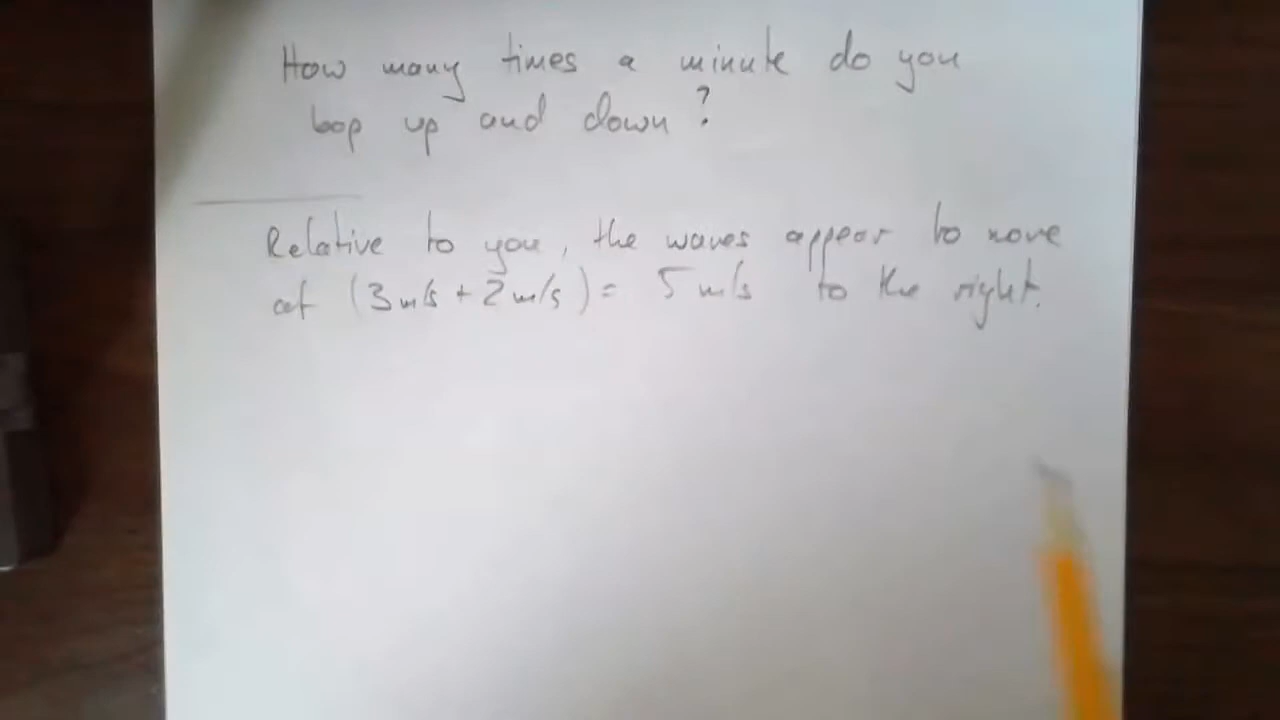 How many times a minute do you
bop up and down?
Relative to you, the waves appear to move
at (3m/s + 2m/s) = 5m/s to the right.